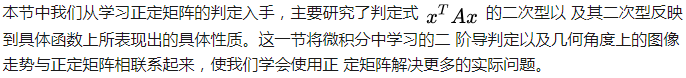 本节中我们从学习正定矩阵的判定入手，主要研究了判定式 $x^T Ax$ 的二次型以 及其二次型反映
到具体函数上所表现出的具体性质。这一节将微积分中学习的二 阶导判定以及几何角度上的图像
走势与正定矩阵相联系起来，使我们学会使用正 定矩阵解决更多的实际问题。